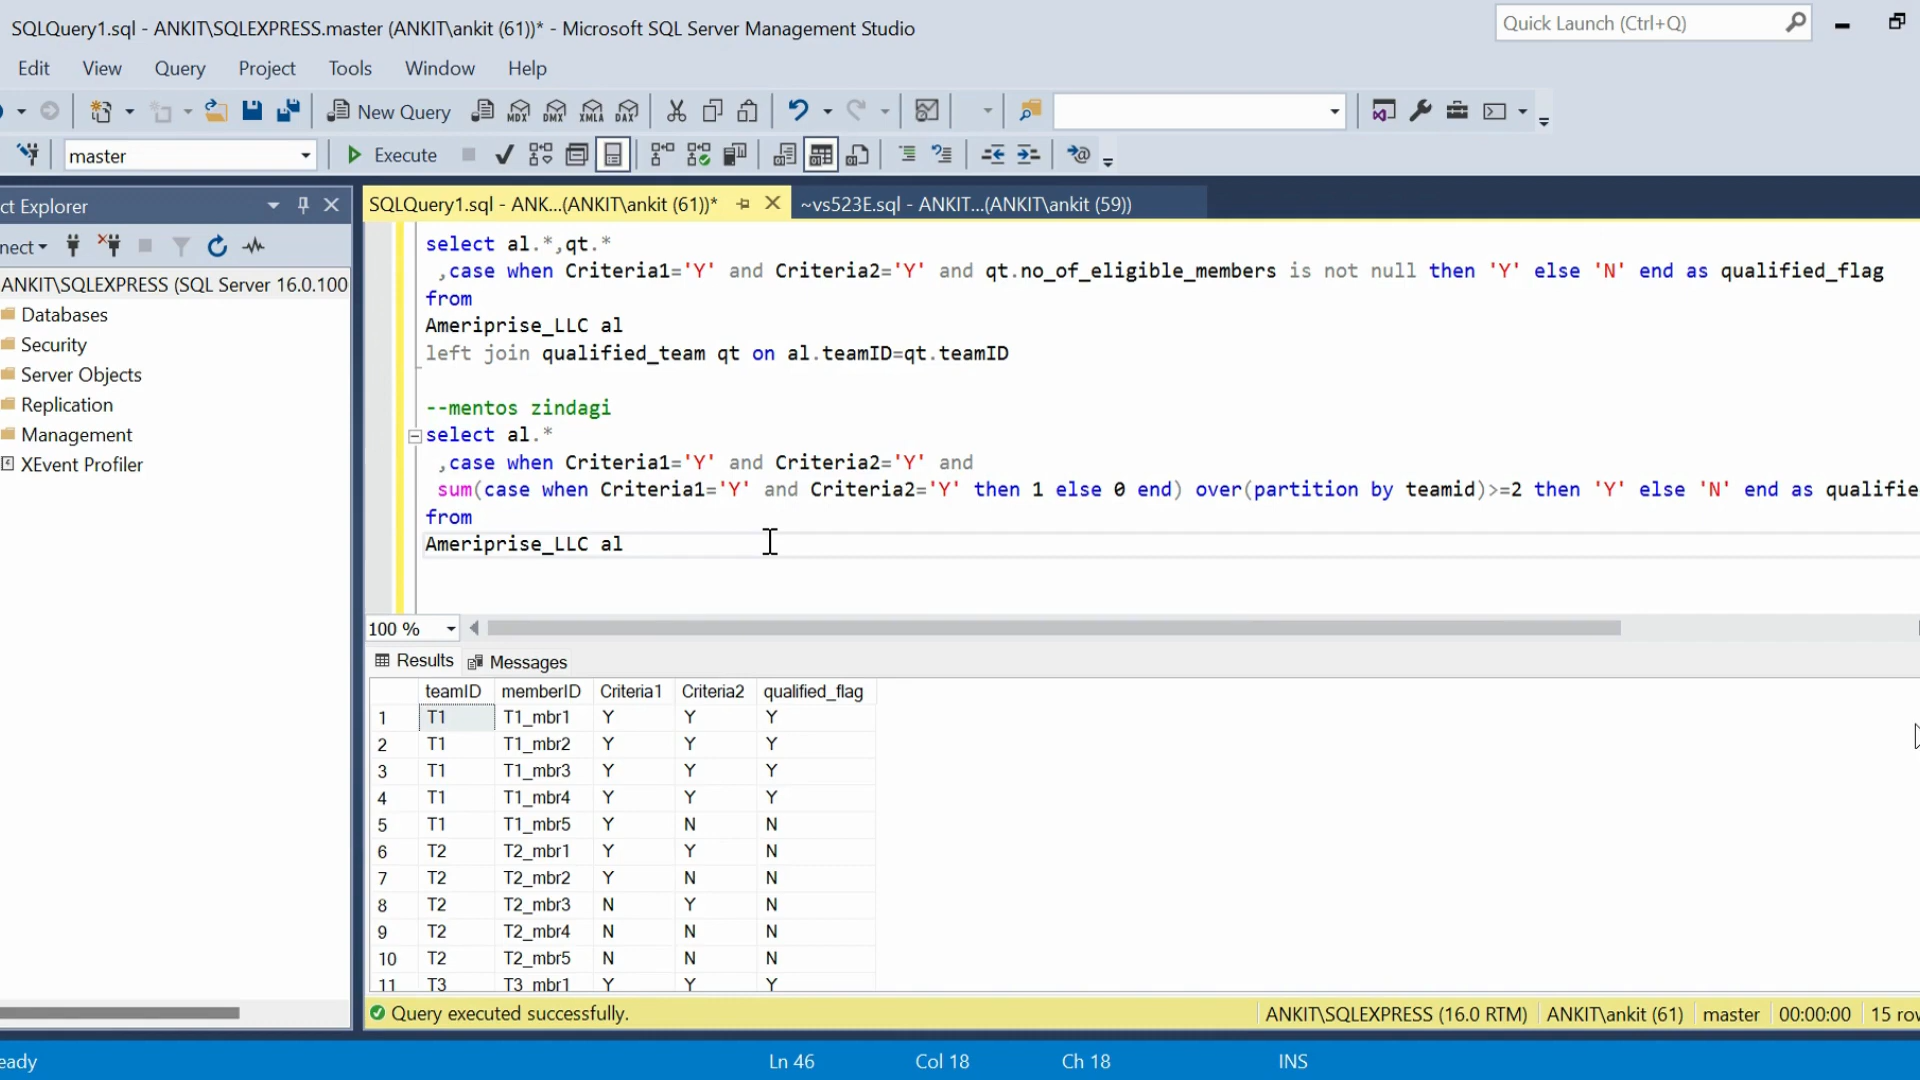 SQLQuery1.sql - ANKIT\SQLEXPRESS.master (ANKIT\ankit (61))* - Microsoft SQL Server Management Studio
Quick Launch (Ctrl+Q)
Edit View Query Project Tools Window Help
New Query MDX DMX XMLA DAX
master Execute
ct Explorer
SQLQuery1.sql - ANK...(ANKIT\ankit (61))* ~vs523E.sql - ANKIT...(ANKIT\ankit (59))
nect
ANKIT\SQLEXPRESS (SQL Server 16.0.100
Databases
Security
Server Objects
Replication
Management
XEvent Profiler
select al.*,qt.*
,case when Criteria1='Y' and Criteria2='Y' and qt.no_of_eligible_members is not null then 'Y' else 'N' end as qualified_flag
from
Ameriprise_LLC al
left join qualified_team qt on al.teamID=qt.teamID
--mentos zindagi
select al.*
,case when Criteria1='Y' and Criteria2='Y' and
sum(case when Criteria1='Y' and Criteria2='Y' then 1 else 0 end) over(partition by teamid)>=2 then 'Y' else 'N' end as qualifie
from
Ameriprise_LLC al
100 %
Results Messages
teamID memberID Criteria1 Criteria2 qualified_flag
1 T1 T1_mbr1 Y Y Y
2 T1 T1_mbr2 Y Y Y
3 T1 T1_mbr3 Y Y Y
4 T1 T1_mbr4 Y Y Y
5 T1 T1_mbr5 Y N N
6 T2 T2_mbr1 Y Y N
7 T2 T2_mbr2 Y N N
8 T2 T2_mbr3 N Y N
9 T2 T2_mbr4 N N N
10 T2 T2_mbr5 N N N
11 T3 T3_mbr1 Y Y Y
Query executed successfully. ANKIT\SQLEXPRESS (16.0 RTM) ANKIT\ankit (61) master 00:00:00 15 rov
eady Ln 46 Col 18 Ch 18 INS